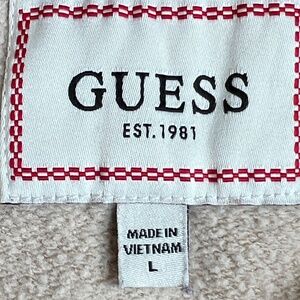 GUESS
EST.1981
MADE IN
VIETNAM
L